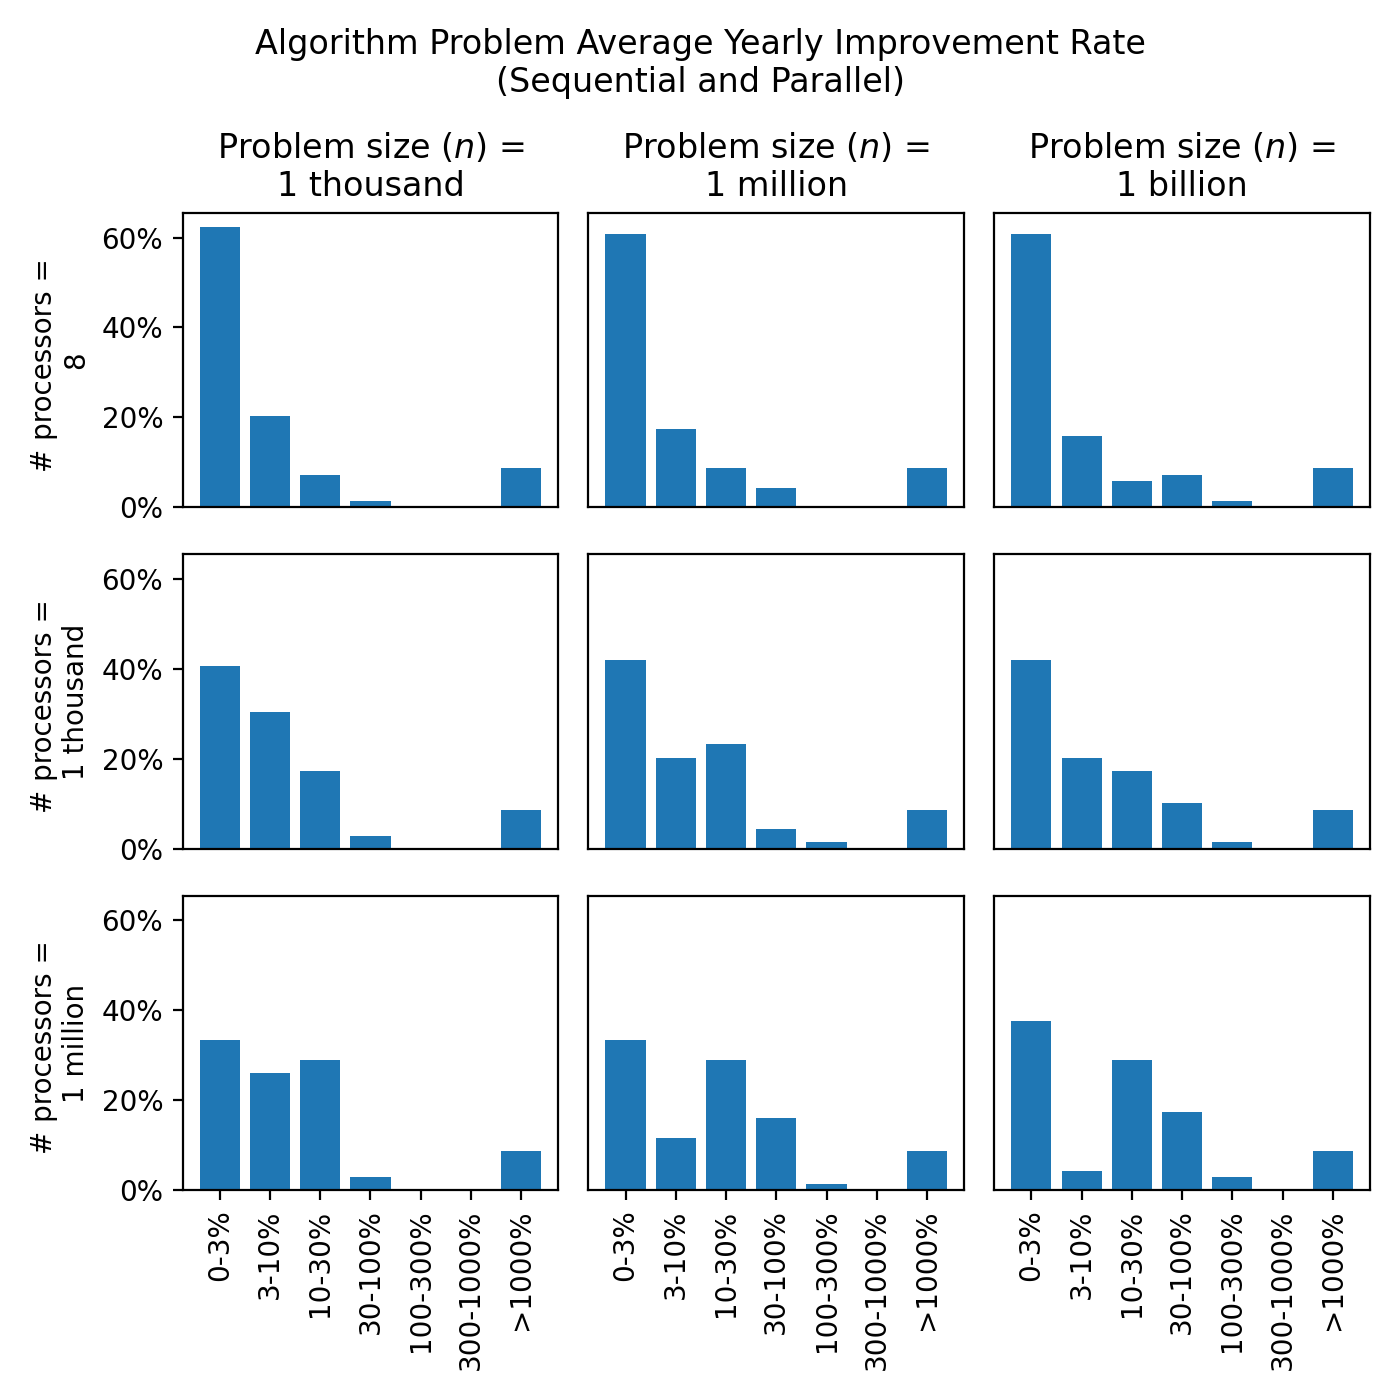 Algorithm Problem Average Yearly Improvement Rate
(Sequential and Parallel)
Problem size (n) =
1 thousand
Problem size (n) =
1 million
Problem size (n) =
1 billion
# processors =
8
60%
40%
20%
0%
# processors =
1 thousand
60%
40%
20%
0%
# processors =
1 million
60%
40%
20%
0%
0-3%
3-10%
10-30%
30-100%
100-300%
300-1000%
>1000%
0-3%
3-10%
10-30%
30-100%
100-300%
300-1000%
>1000%
0-3%
3-10%
10-30%
30-100%
100-300%
300-1000%
>1000%